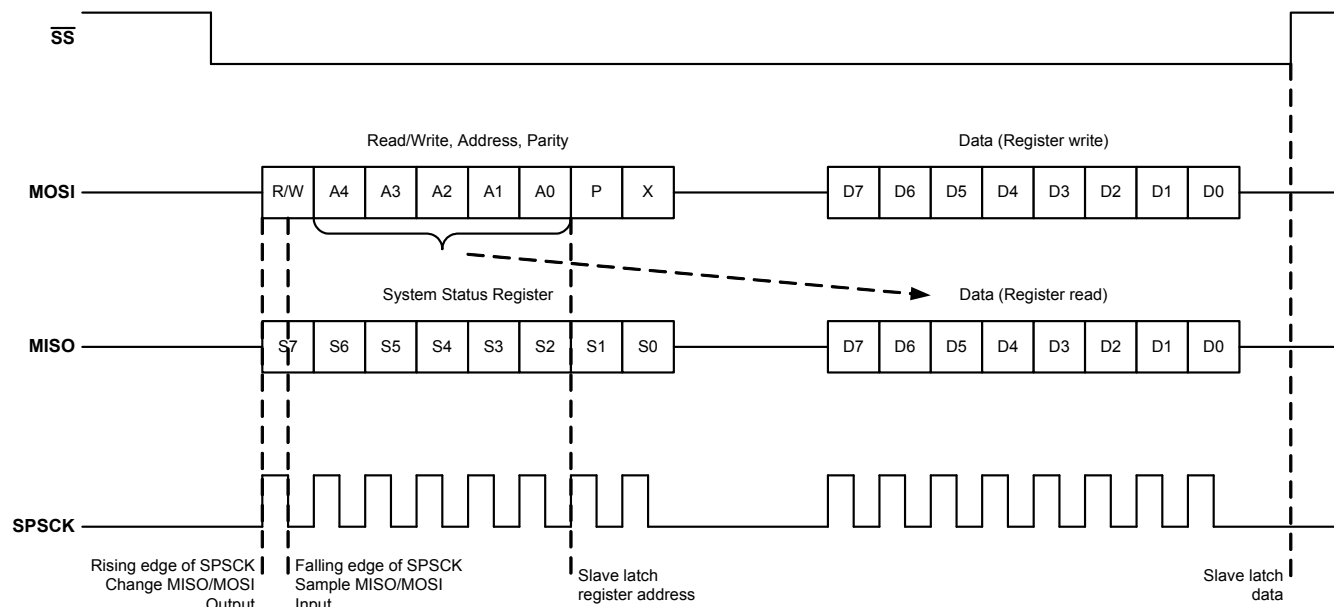 SS
Read/Write, Address, Parity
Data (Register write)
MOSI
R/W A4 A3 A2 A1 A0 P X
D7 D6 D5 D4 D3 D2 D1 D0
System Status Register
Data (Register read)
MISO
S7 S6 S5 S4 S3 S2 S1 S0
D7 D6 D5 D4 D3 D2 D1 D0
SPSCK
Rising edge of SPSCK
Change MISO/MOSI
Output
Falling edge of SPSCK
Sample MISO/MOSI
Input
Slave latch
register address
Slave latch
data